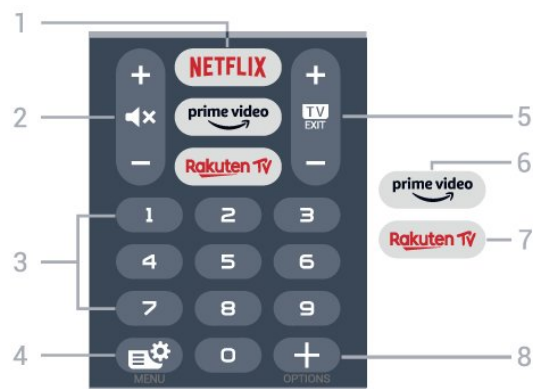 1
NETFLIX
+ +
2
prime video
TV
EXIT
5
- -
6
prime video
Rakuten TV
1 2 3
Rakuten TV
7
3
4 5 6
7 8 9
4
0 +
8
MENU OPTIONS